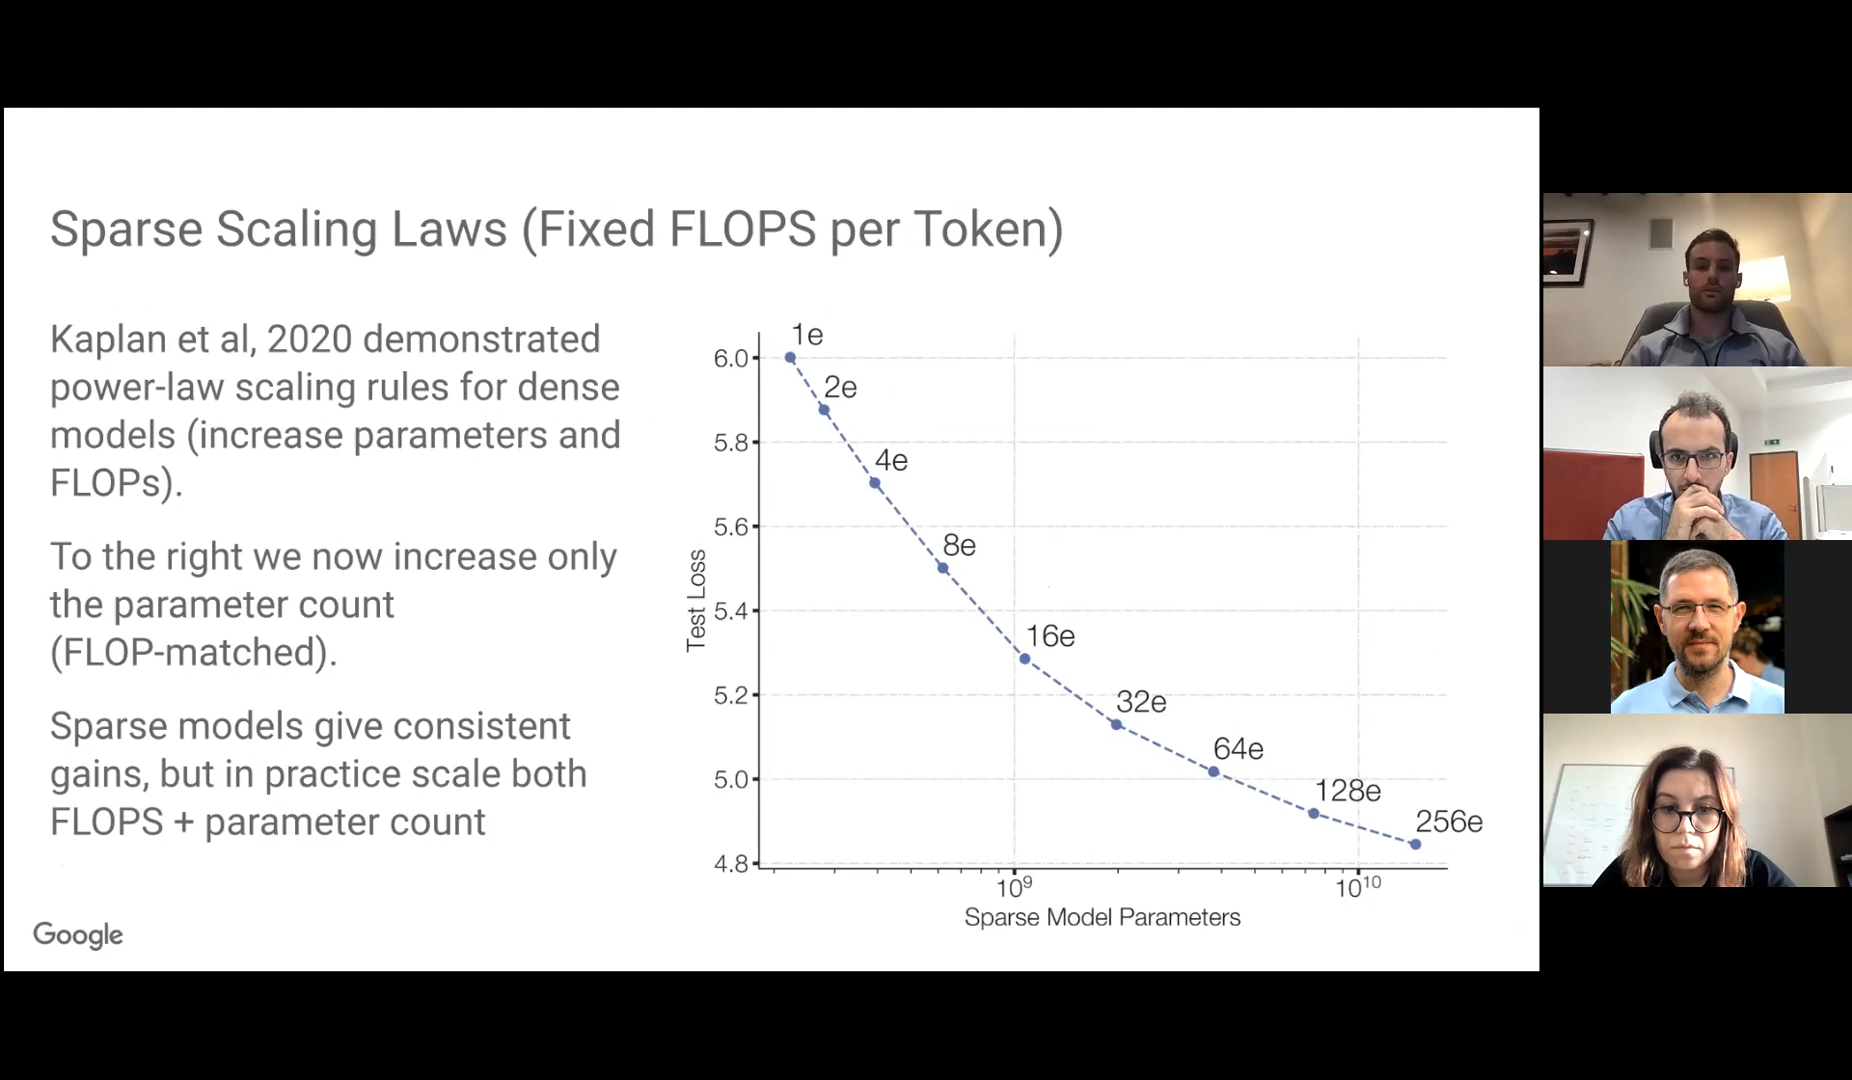 Sparse Scaling Laws (Fixed FLOPS per Token)
Kaplan et al, 2020 demonstrated
power-law scaling rules for dense
models (increase parameters and
FLOPs).
To the right we now increase only
the parameter count
(FLOP-matched).
Sparse models give consistent
gains, but in practice scale both
FLOPS + parameter count
Google
Test Loss
6.0
5.8
5.6
5.4
5.2
5.0
4.8
1e
2e
4e
8e
16e
32e
64e
128e
256e
10⁹
10¹⁰
Sparse Model Parameters